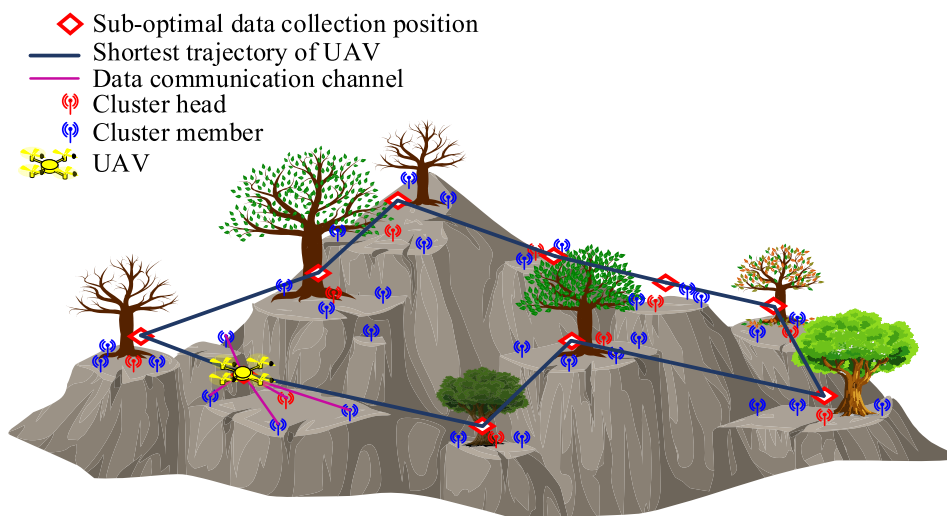 Sub-optimal data collection position
Shortest trajectory of UAV
Data communication channel
Cluster head
Cluster member
UAV